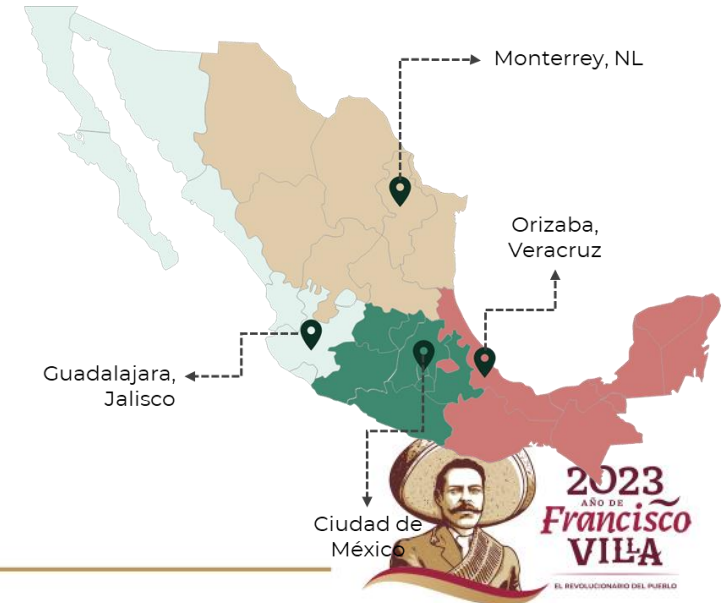 Monterrey, NL
Orizaba,
Veracruz
Guadalajara,
Jalisco
Ciudad de
México
2023
AÑO DE
Francisco
VILLA
EL REVOLUCIONARIO DEL PUEBLO